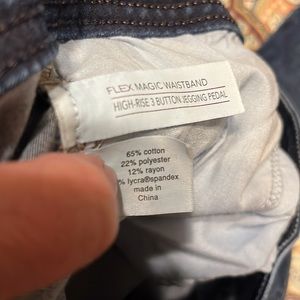 FLEX MAGIC WAISTBAND
HIGH-RISE 3 BUTTON JEGGING PEDAL
65% cotton
22% polyester
12% rayon
% lycra®spandex
made in
China